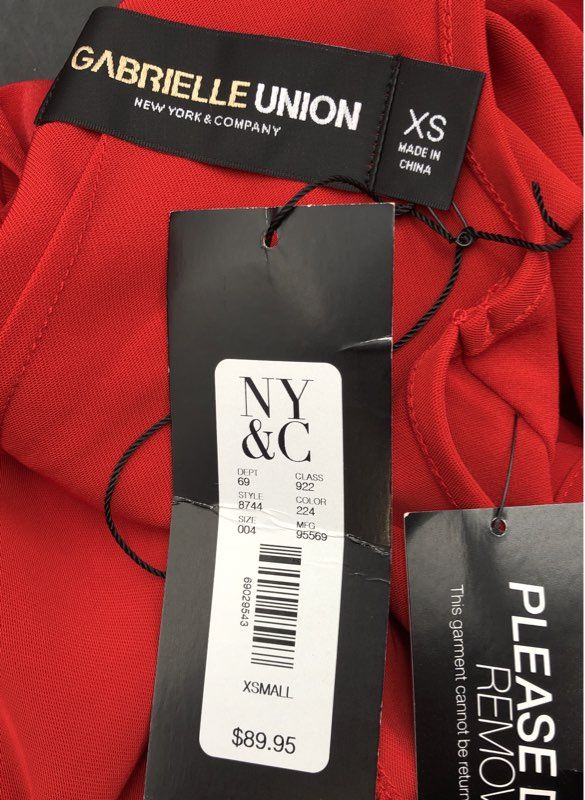 GABRIELLE UNION
NEW YORK & COMPANY
XS
MADE IN
CHINA
NY
&C
DEPT CLASS
69 922
STYLE COLOR
8744 224
SIZE MFG
004 95569
69029543
XSMALL
$89.95
PLEASE
REMOV
This garment cannot be return